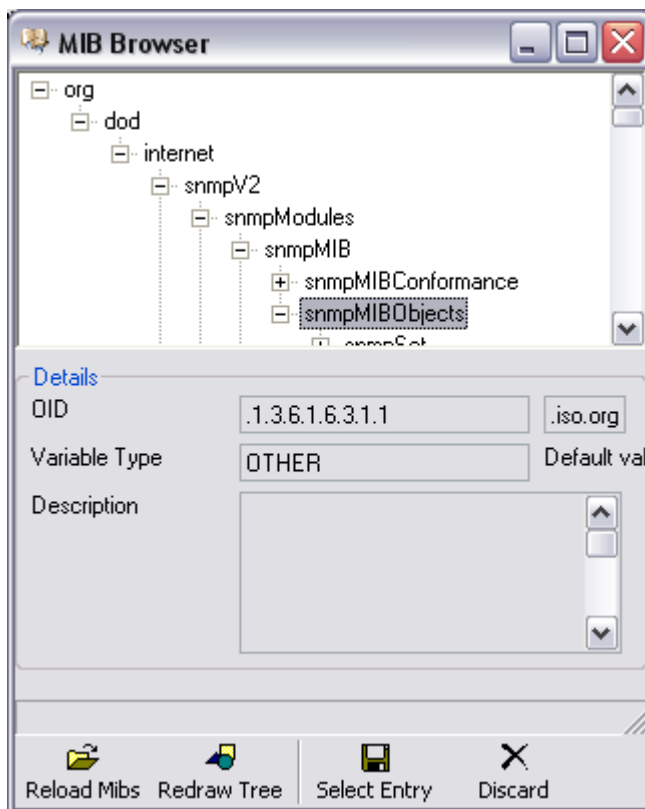 MIB Browser
org
dod
internet
snmpV2
snmpModules
snmpMIB
snmpMIBConformance
snmpMIBObjects
snmpSet
Details
OID .1.3.6.1.6.3.1.1 .iso.org
Variable Type OTHER Default val
Description
Reload Mibs Redraw Tree Select Entry Discard